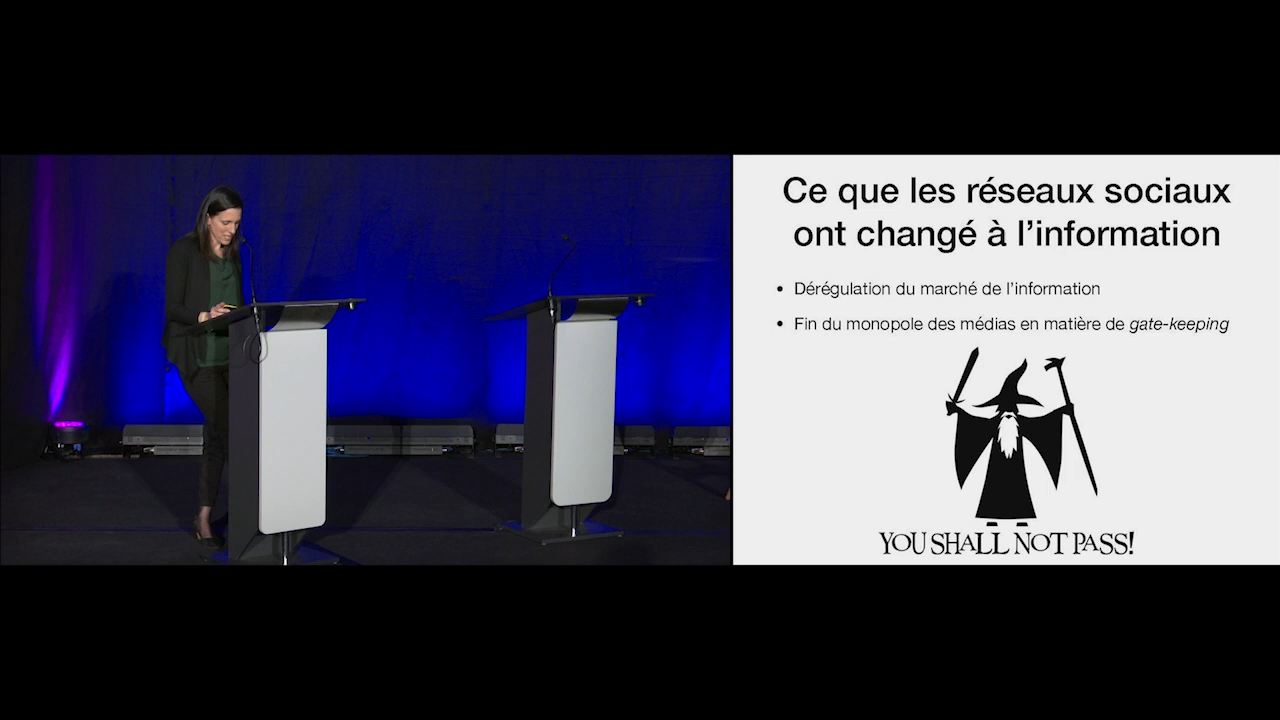 Ce que les réseaux sociaux
ont changé à l'information
• Dérégulation du marché de l'information
• Fin du monopole des médias en matière de gate-keeping
YOU SHALL NOT PASS!